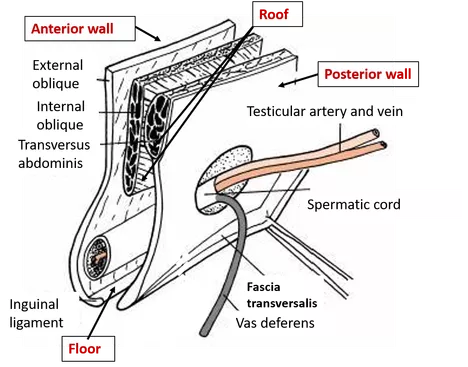 Roof
Anterior wall
External
oblique
Posterior wall
Internal
oblique
Testicular artery and vein
Transversus
abdominis
Spermatic cord
Fascia
transversalis
Inguinal
ligament
Vas deferens
Floor